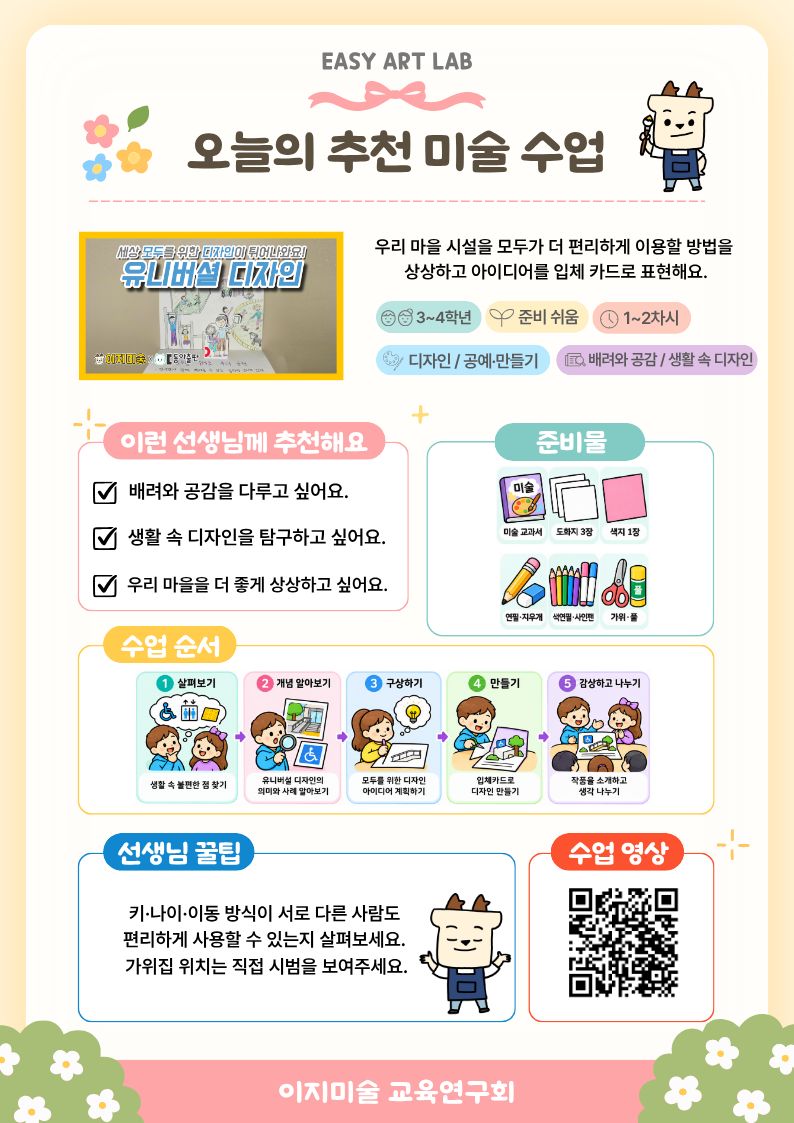 EASY ART LAB
오늘의 추천 미술 수업
세상 모두를 위한 디자인이 튀어나와요!
유니버셜 디자인
이지미술 × 동아출판
우리 마을 시설을 모두가 더 편리하게 이용할 방법을
상상하고 아이디어를 입체 카드로 표현해요.
3~4학년
준비 쉬움
1~2차시
디자인 / 공예·만들기
배려와 공감 / 생활 속 디자인
이런 선생님께 추천해요
배려와 공감을 다루고 싶어요.
생활 속 디자인을 탐구하고 싶어요.
우리 마을을 더 좋게 상상하고 싶어요.
준비물
미술
미술 교과서
도화지 3장
색지 1장
풀
연필·지우개
색연필·사인펜
가위·풀
수업 순서
1 살펴보기
2 개념 알아보기
3 구상하기
4 만들기
5 감상하고 나누기
생활 속 불편한 점 찾기
유니버설 디자인의
의미와 사례 알아보기
모두를 위한 디자인
아이디어 계획하기
입체카드로
디자인 만들기
작품을 소개하고
생각 나누기
선생님 꿀팁
키·나이·이동 방식이 서로 다른 사람도
편리하게 사용할 수 있는지 살펴보세요.
가위집 위치는 직접 시범을 보여주세요.
수업 영상
이지미술 교육연구회